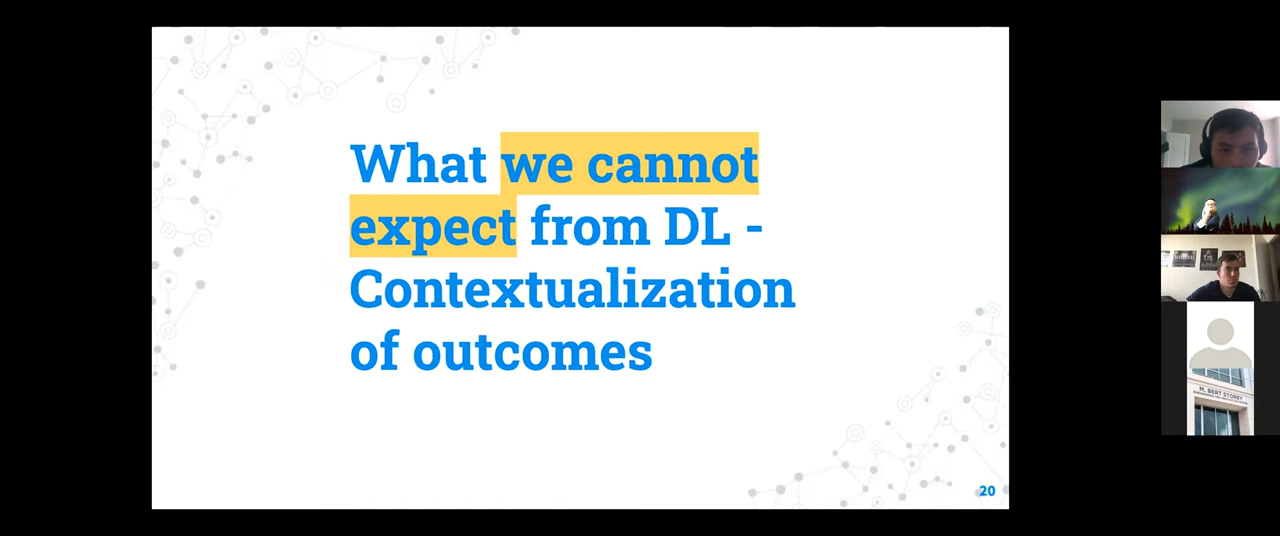 What we cannot
expect from DL -
Contextualization
of outcomes
20
M. BERT STOREY